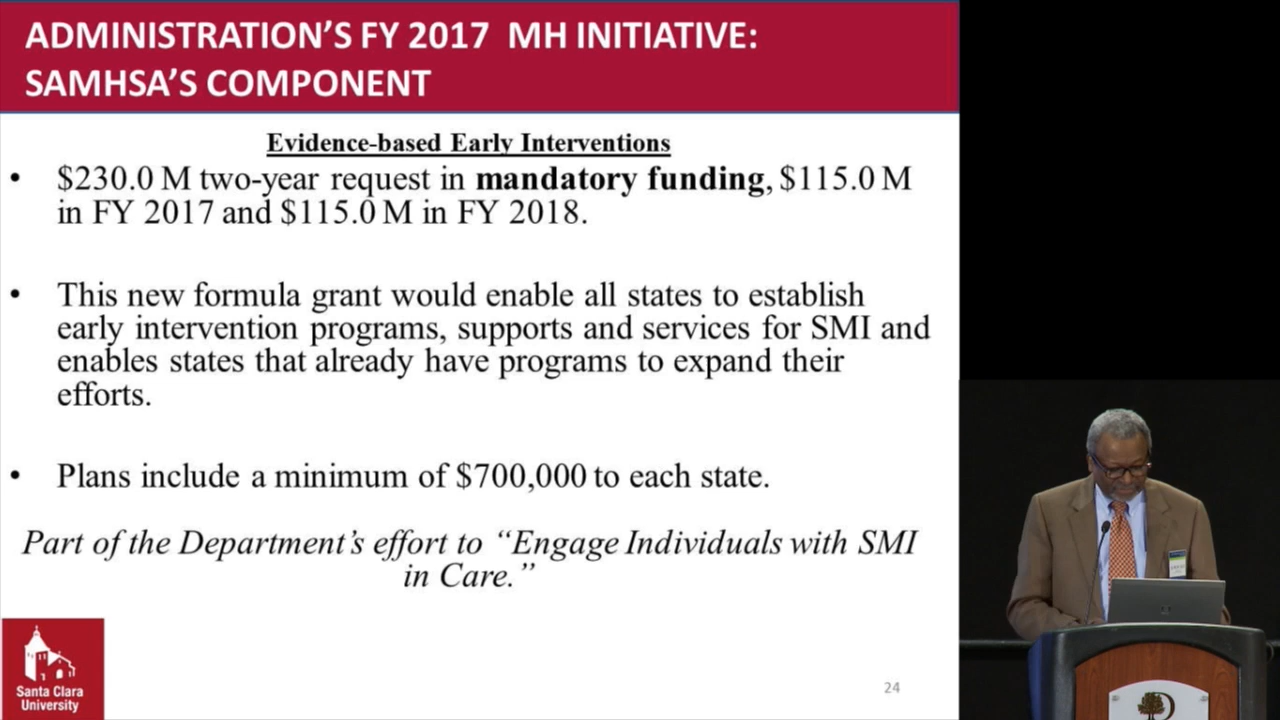 ADMINISTRATION'S FY 2017 MH INITIATIVE:
SAMHSA'S COMPONENT
Evidence-based Early Interventions
• $230.0 M two-year request in mandatory funding, $115.0 M
in FY 2017 and $115.0 M in FY 2018.
• This new formula grant would enable all states to establish
early intervention programs, supports and services for SMI and
enables states that already have programs to expand their
efforts.
• Plans include a minimum of $700,000 to each state.
Part of the Department's effort to “Engage Individuals with SMI
in Care.”
Santa Clara
University
24